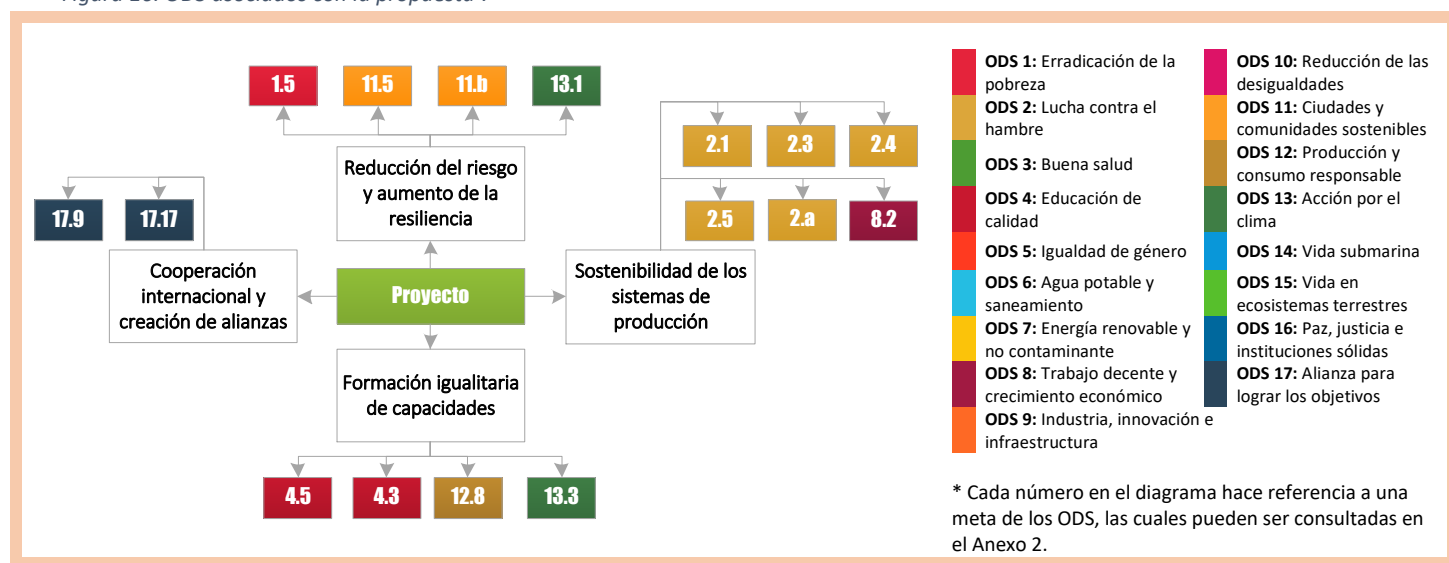 1.5
11.5
11.b
13.1
Reducción del riesgo
y aumento de la
resiliencia
2.1
2.3
2.4
2.5
2.a
8.2
17.9
17.17
Cooperación
internacional y
creación de alianzas
Proyecto
Sostenibilidad de los
sistemas de
producción
Formación igualitaria
de capacidades
4.5
4.3
12.8
13.3
ODS 1: Erradicación de la
pobreza
ODS 2: Lucha contra el
hambre
ODS 3: Buena salud
ODS 4: Educación de
calidad
ODS 5: Igualdad de género
ODS 6: Agua potable y
saneamiento
ODS 7: Energía renovable y
no contaminante
ODS 8: Trabajo decente y
crecimiento económico
ODS 9: Industria, innovación e
infraestructura
ODS 10: Reducción de las
desigualdades
ODS 11: Ciudades y
comunidades sostenibles
ODS 12: Producción y
consumo responsable
ODS 13: Acción por el
clima
ODS 14: Vida submarina
ODS 15: Vida en
ecosistemas terrestres
ODS 16: Paz, justicia e
instituciones sólidas
ODS 17: Alianza para
lograr los objetivos
* Cada número en el diagrama hace referencia a una
meta de los ODS, las cuales pueden ser consultadas en
el Anexo 2.